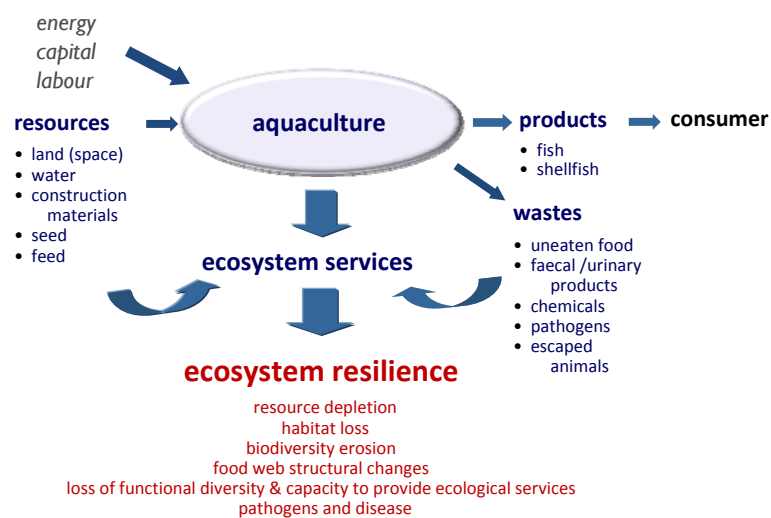 energy
capital
labour
resources
• land (space)
• water
• construction
materials
• seed
• feed
aquaculture
products
• fish
• shellfish
consumer
wastes
• uneaten food
• faecal /urinary
products
• chemicals
• pathogens
• escaped
animals
ecosystem services
ecosystem resilience
resource depletion
habitat loss
biodiversity erosion
food web structural changes
loss of functional diversity & capacity to provide ecological services
pathogens and disease